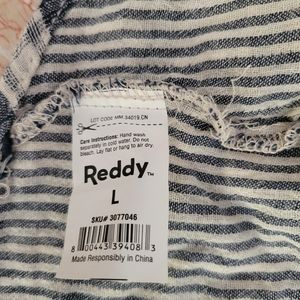 LOT CODE MM.34019.CN
Care Instructions: Hand wash
separately in cold water. Do not
bleach. Lay flat or hang to air dry.
Reddy™
L
SKU# 3077046
8 00443 39408 3
Made Responsibly in China